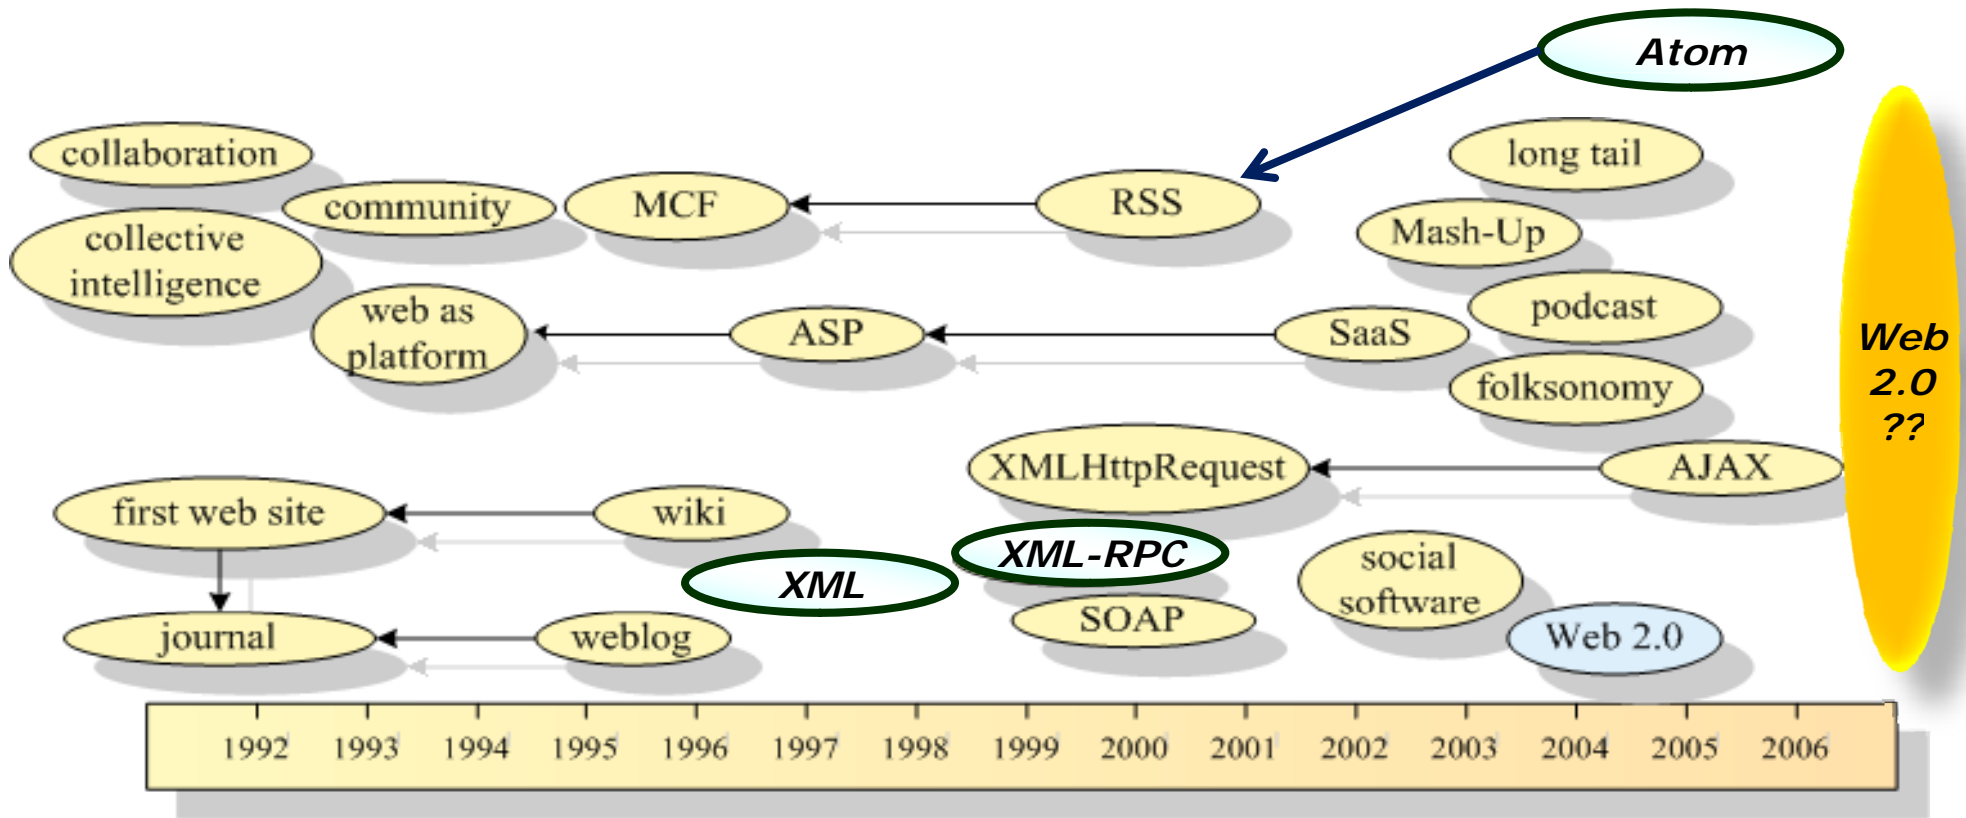 Atom
collaboration
long tail
community
MCF
RSS
Mash-Up
collective
intelligence
web as
platform
ASP
SaaS
podcast
folksonomy
Web
2.0
??
XMLHttpRequest
AJAX
first web site
wiki
XML
XML-RPC
social
software
journal
weblog
SOAP
Web 2.0
1992 1993 1994 1995 1996 1997 1998 1999 2000 2001 2002 2003 2004 2005 2006